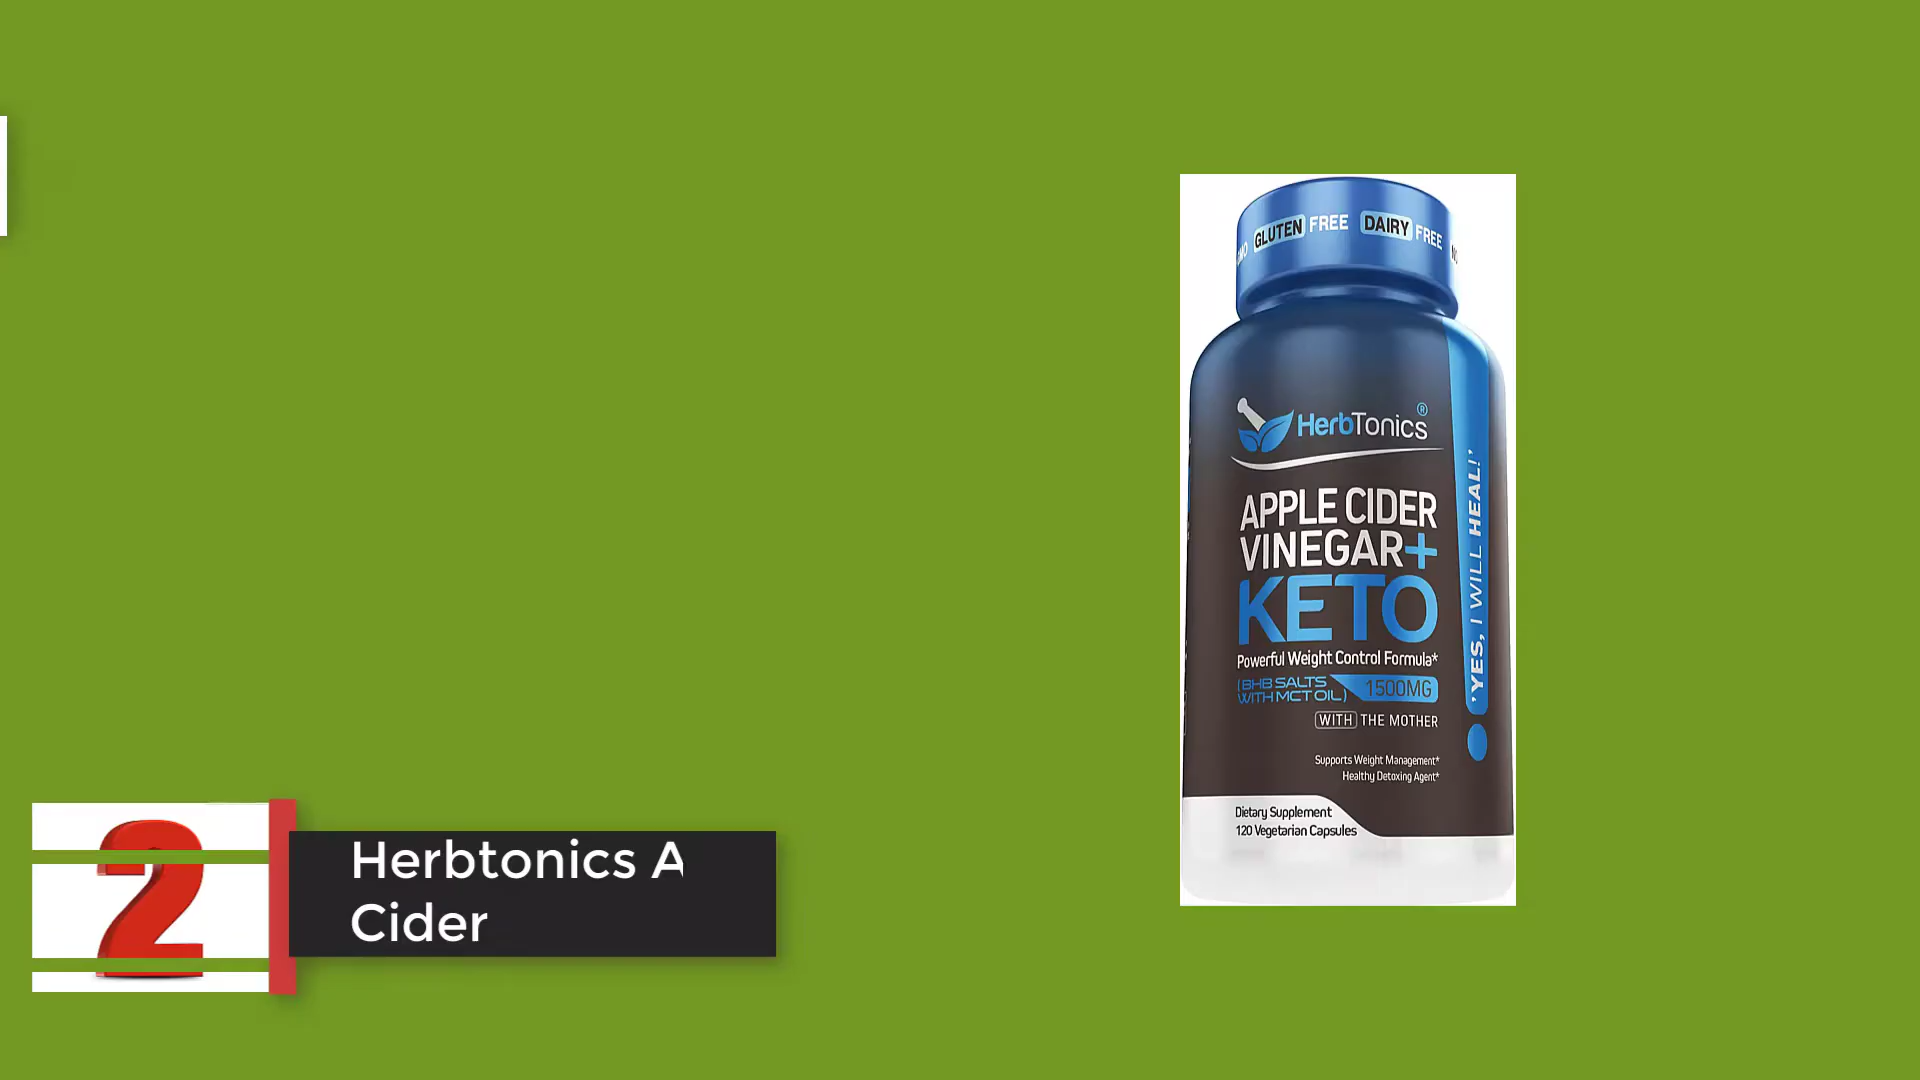 GLUTEN FREE DAIRY FREE
HerbTonics®
APPLE CIDER
VINEGAR+
KETO
Powerful Weight Control Formula*
(BHB SALTS
WITH MCT OIL) 1500MG
WITH THE MOTHER
Supports Weight Management*
Healthy Detoxing Agent*
Dietary Supplement
120 Vegetarian Capsules
'YES, I WILL HEAL!'
2
Herbtonics A
Cider